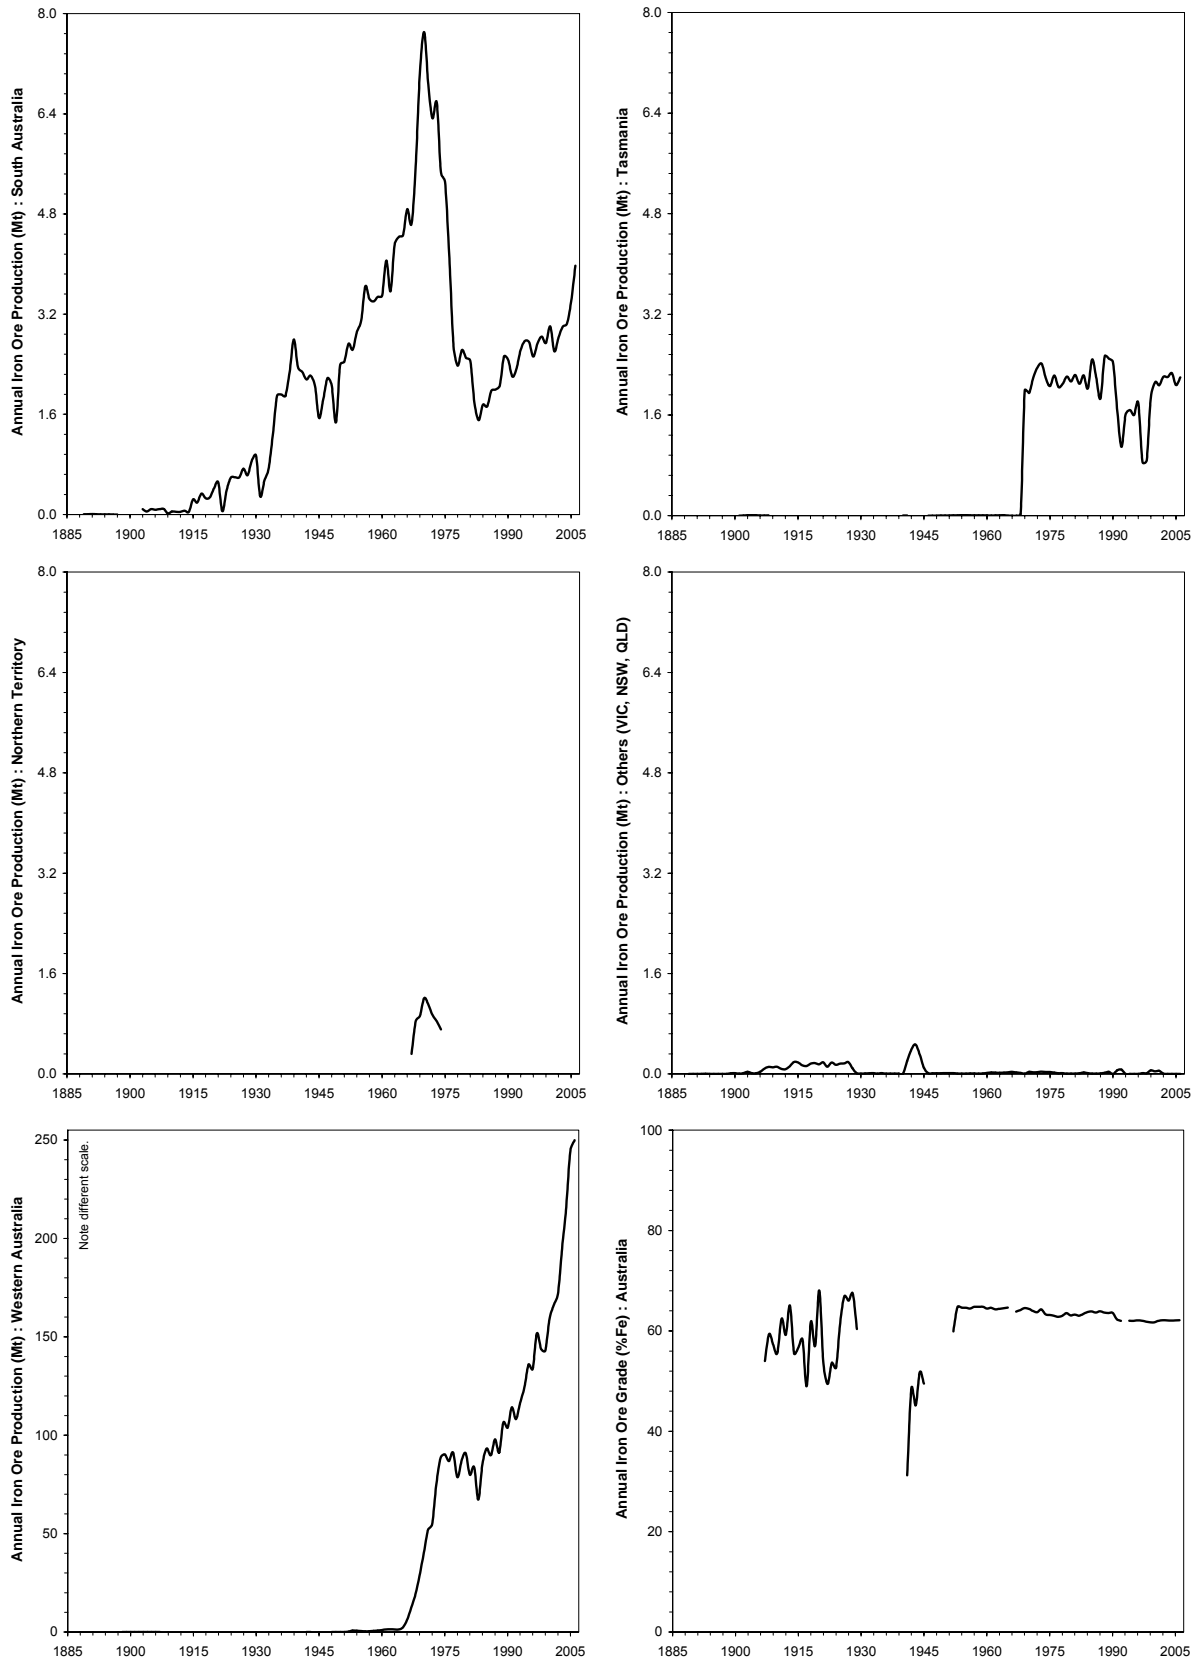 Annual Iron Ore Production (Mt) : South Australia
8.0
6.4
4.8
3.2
1.6
0.0
1885 1900 1915 1930 1945 1960 1975 1990 2005
Annual Iron Ore Production (Mt) : Tasmania
8.0
6.4
4.8
3.2
1.6
0.0
1885 1900 1915 1930 1945 1960 1975 1990 2005
Annual Iron Ore Production (Mt) : Northern Territory
8.0
6.4
4.8
3.2
1.6
0.0
1885 1900 1915 1930 1945 1960 1975 1990 2005
Annual Iron Ore Production (Mt) : Others (VIC, NSW, QLD)
8.0
6.4
4.8
3.2
1.6
0.0
1885 1900 1915 1930 1945 1960 1975 1990 2005
Annual Iron Ore Production (Mt) : Western Australia
250
200
150
100
50
0
Note different scale.
1885 1900 1915 1930 1945 1960 1975 1990 2005
Annual Iron Ore Grade (%Fe) : Australia
100
80
60
40
20
0
1885 1900 1915 1930 1945 1960 1975 1990 2005